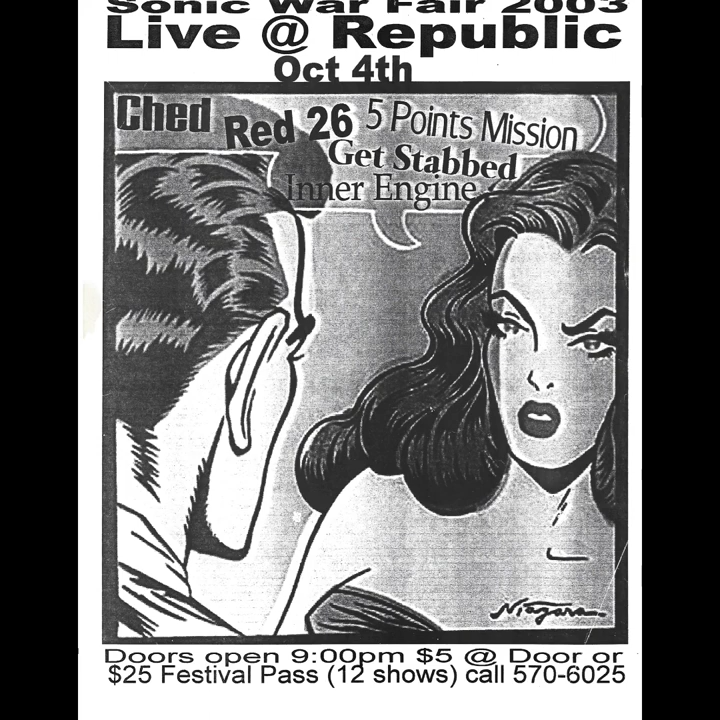 Sonic War Fair 2003
Live @ Republic
Oct 4th
Ched Red 26 5 Points Mission
Get Stabbed
Inner Engine
Niagara
Doors open 9:00pm $5 @ Door or
$25 Festival Pass (12 shows) call 570-6025